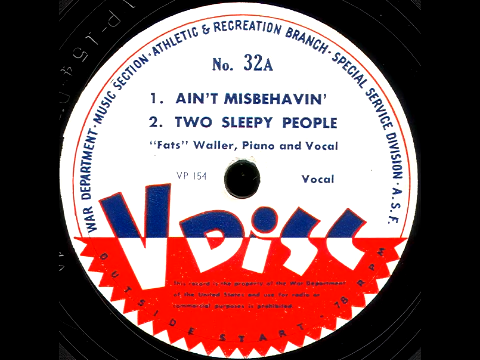 WAR DEPARTMENT · MUSIC SECTION · ATHLETIC & RECREATION BRANCH · SPECIAL SERVICE DIVISION · A.S.F.
No. 32A
1. AIN'T MISBEHAVIN'
2. TWO SLEEPY PEOPLE
"Fats" Waller, Piano and Vocal
VP 154
Vocal
V DiSC
This record is the property of the War Department
of the United States and use for radio or
commercial purposes is prohibited.
OUTSIDE START · 78 RPM